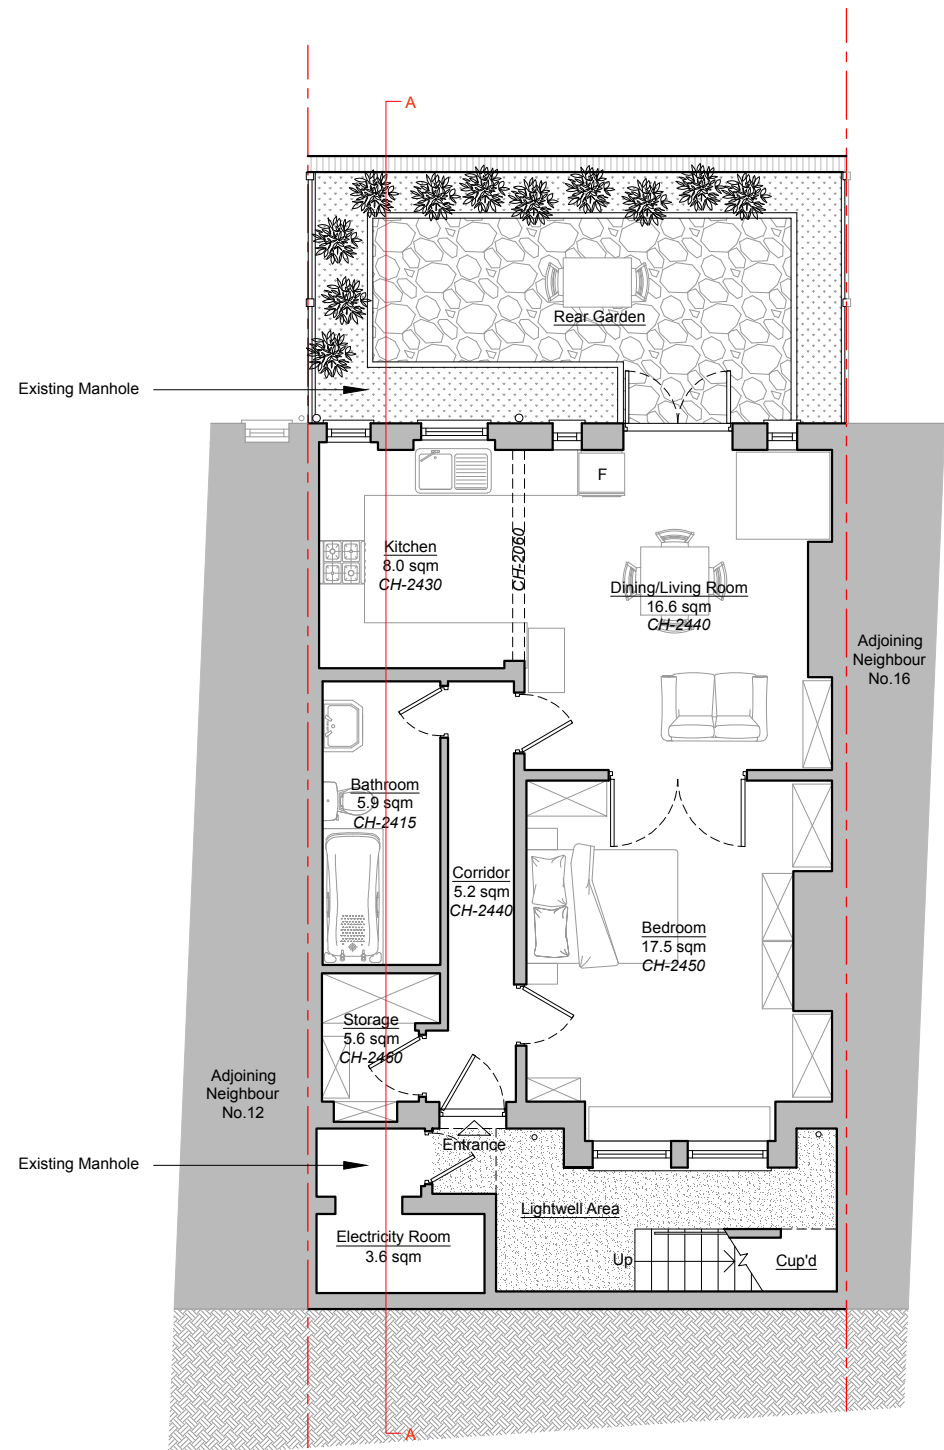 A
Rear Garden
Existing Manhole
F
Kitchen
8.0 sqm
CH-2430
CH-2060
Dining/Living Room
16.6 sqm
CH-2440
Adjoining
Neighbour
No.16
Bathroom
5.9 sqm
CH-2415
Corridor
5.2 sqm
CH-2440
Bedroom
17.5 sqm
CH-2450
Storage
5.6 sqm
CH-2460
Adjoining
Neighbour
No.12
Entrance
Existing Manhole
Lightwell Area
Electricity Room
3.6 sqm
Up
Cup'd
A